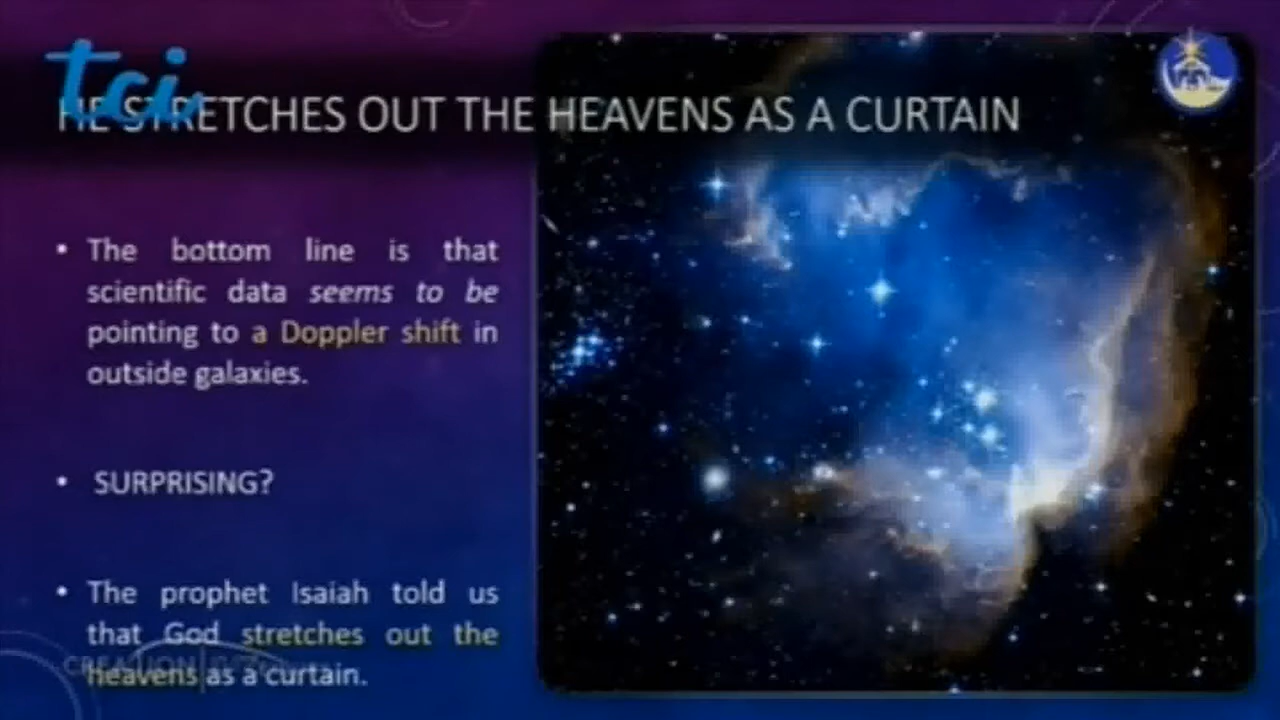 tci
HE STRETCHES OUT THE HEAVENS AS A CURTAIN
• The bottom line is that
scientific data seems to be
pointing to a Doppler shift in
outside galaxies.
• SURPRISING?
• The prophet Isaiah told us
that God stretches out the
heavens as a curtain.
CREATION